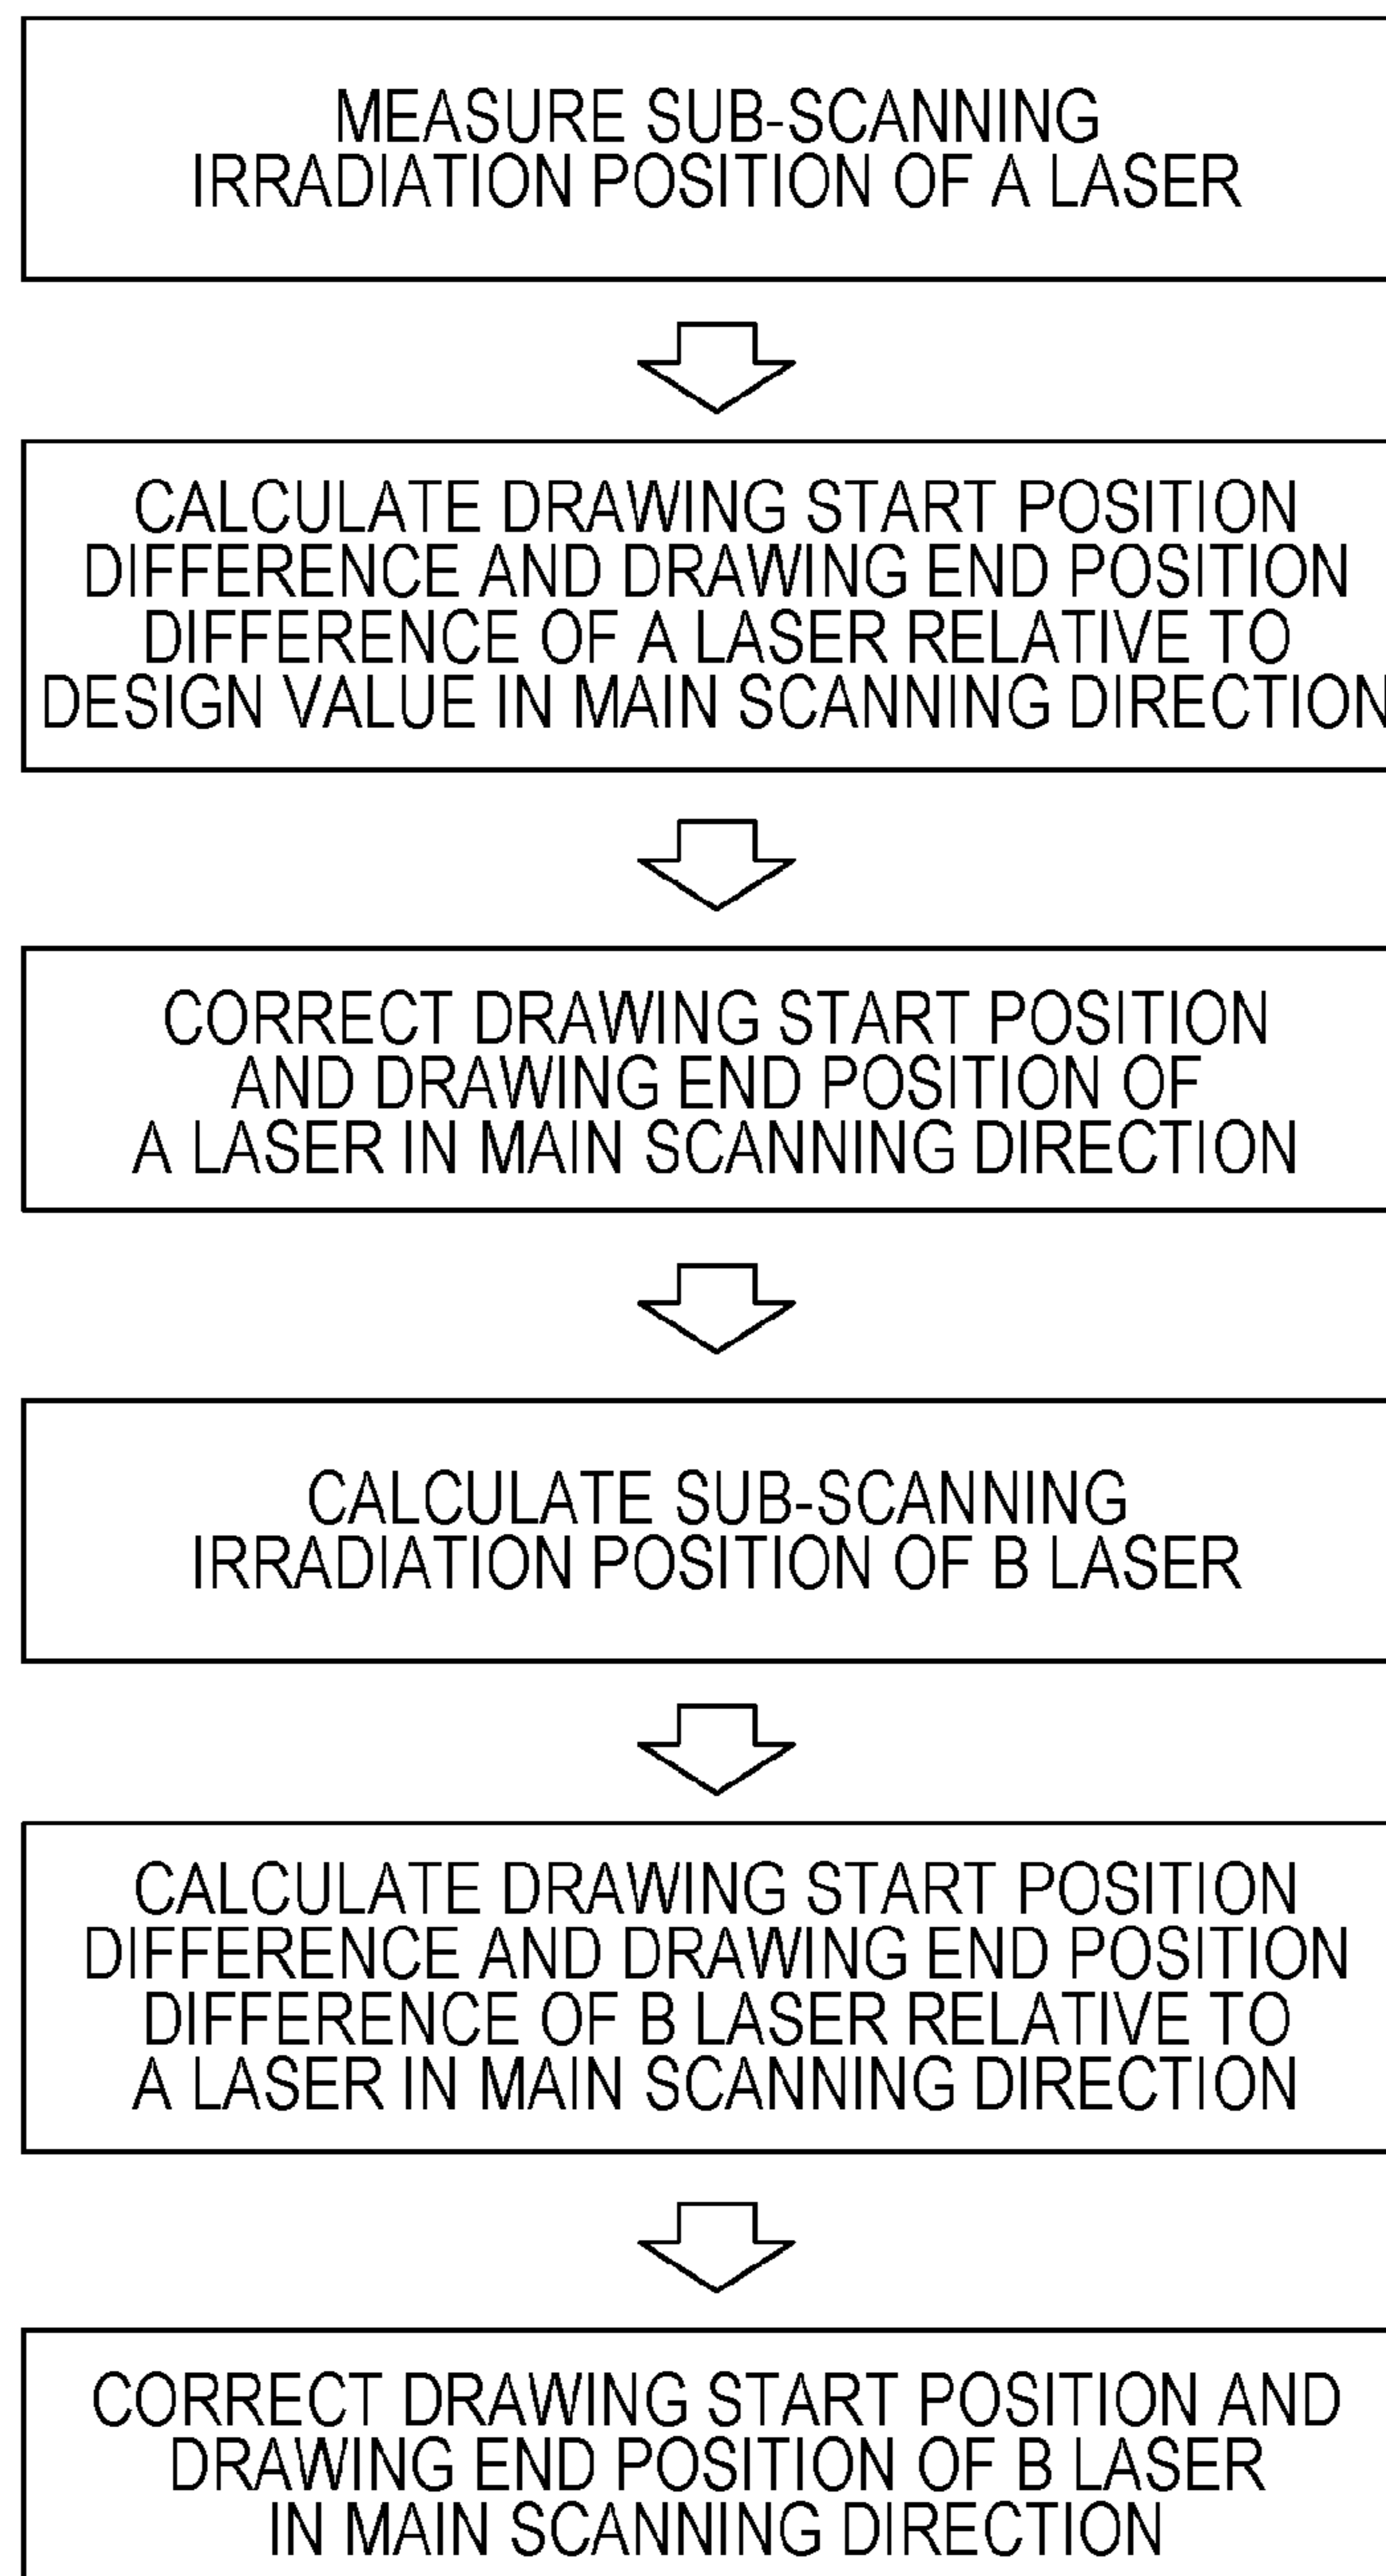 MEASURE SUB-SCANNING
IRRADIATION POSITION OF A LASER
CALCULATE DRAWING START POSITION
DIFFERENCE AND DRAWING END POSITION
DIFFERENCE OF A LASER RELATIVE TO
DESIGN VALUE IN MAIN SCANNING DIRECTION
CORRECT DRAWING START POSITION
AND DRAWING END POSITION OF
A LASER IN MAIN SCANNING DIRECTION
CALCULATE SUB-SCANNING
IRRADIATION POSITION OF B LASER
CALCULATE DRAWING START POSITION
DIFFERENCE AND DRAWING END POSITION
DIFFERENCE OF B LASER RELATIVE TO
A LASER IN MAIN SCANNING DIRECTION
CORRECT DRAWING START POSITION AND
DRAWING END POSITION OF B LASER
IN MAIN SCANNING DIRECTION